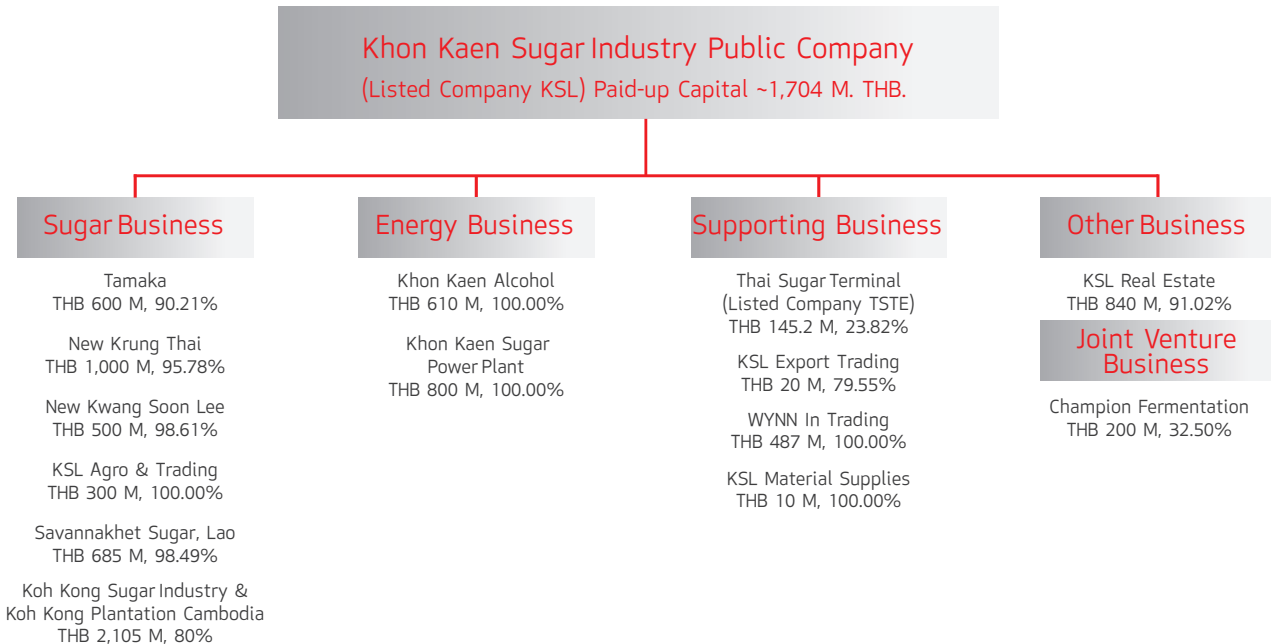 Khon Kaen Sugar Industry Public Company
(Listed Company KSL) Paid-up Capital ~1,704 M. THB.
Sugar Business
Tamaka
THB 600 M, 90.21%
New Krung Thai
THB 1,000 M, 95.78%
New Kwang Soon Lee
THB 500 M, 98.61%
KSL Agro & Trading
THB 300 M, 100.00%
Savannakhet Sugar, Lao
THB 685 M, 98.49%
Koh Kong Sugar Industry &
Koh Kong Plantation Cambodia
THB 2,105 M, 80%
Energy Business
Khon Kaen Alcohol
THB 610 M, 100.00%
Khon Kaen Sugar
Power Plant
THB 800 M, 100.00%
Supporting Business
Thai Sugar Terminal
(Listed Company TSTE)
THB 145.2 M, 23.82%
KSL Export Trading
THB 20 M, 79.55%
WYNN In Trading
THB 487 M, 100.00%
KSL Material Supplies
THB 10 M, 100.00%
Other Business
KSL Real Estate
THB 840 M, 91.02%
Joint Venture
Business
Champion Fermentation
THB 200 M, 32.50%